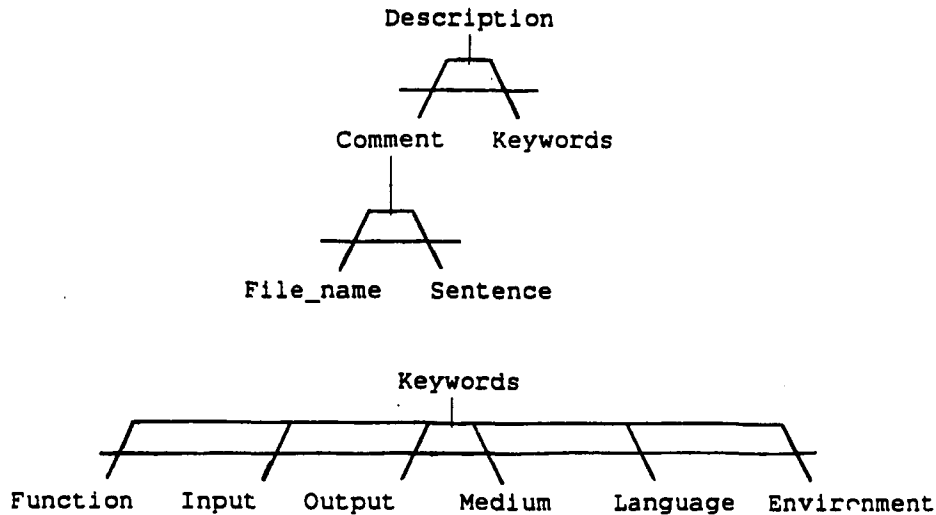 Description
Comment Keywords
File_name Sentence
Keywords
Function Input Output Medium Language Environment